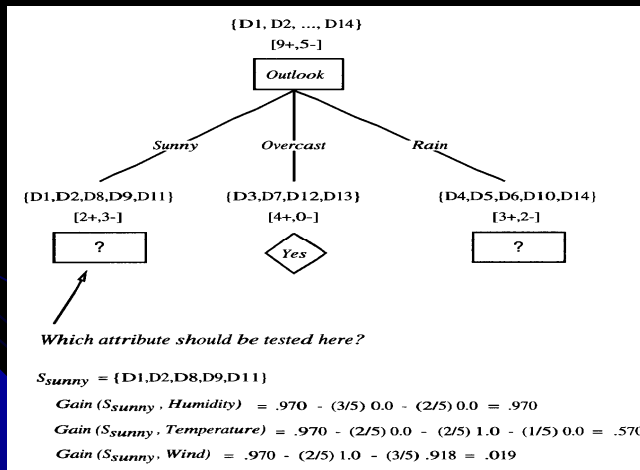 {D1, D2, ..., D14}
[9+,5-]
Outlook
Sunny Overcast Rain
{D1,D2,D8,D9,D11} {D3,D7,D12,D13} {D4,D5,D6,D10,D14}
[2+,3-] [4+,0-] [3+,2-]
? Yes ?
Which attribute should be tested here?
Ssunny = {D1,D2,D8,D9,D11}
Gain (Ssunny , Humidity) = .970 - (3/5) 0.0 - (2/5) 0.0 = .970
Gain (Ssunny , Temperature) = .970 - (2/5) 0.0 - (2/5) 1.0 - (1/5) 0.0 = .570
Gain (Ssunny , Wind) = .970 - (2/5) 1.0 - (3/5) .918 = .019